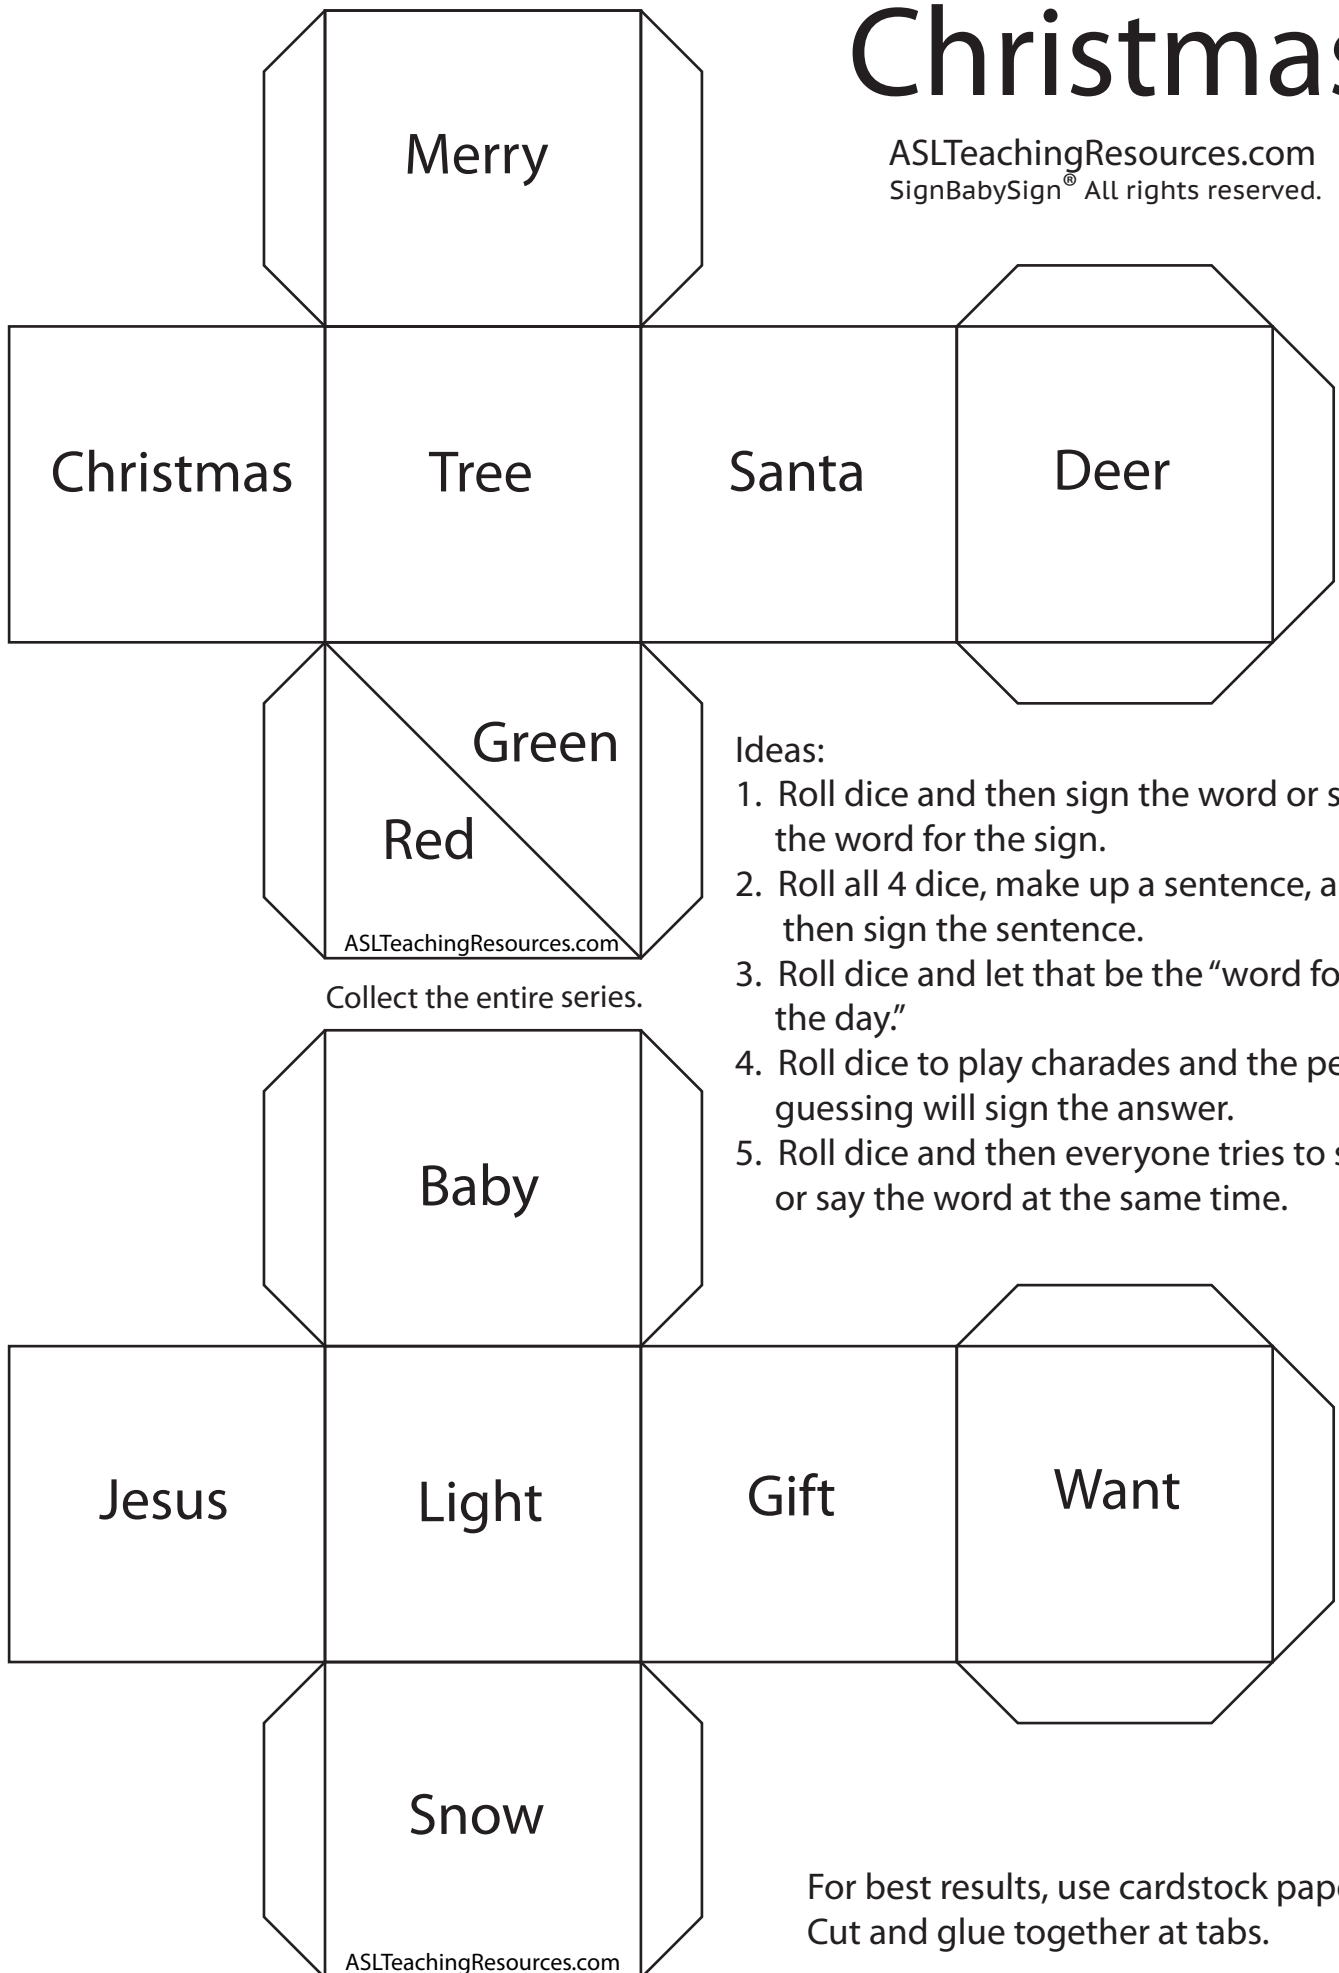 Christmas
ASLTeachingResources.com
SignBabySign® All rights reserved.
Merry
Christmas
Tree
Santa
Deer
Green
Red
ASLTeachingResources.com
Collect the entire series.
Ideas:
1. Roll dice and then sign the word or
the word for the sign.
2. Roll all 4 dice, make up a sentence,
then sign the sentence.
3. Roll dice and let that be the “word
the day.”
4. Roll dice to play charades and the
guessing will sign the answer.
5. Roll dice and then everyone tries to
or say the word at the same time.
Baby
Jesus
Light
Gift
Want
Snow
ASLTeachingResources.com
For best results, use cardstock
Cut and glue together at tabs.